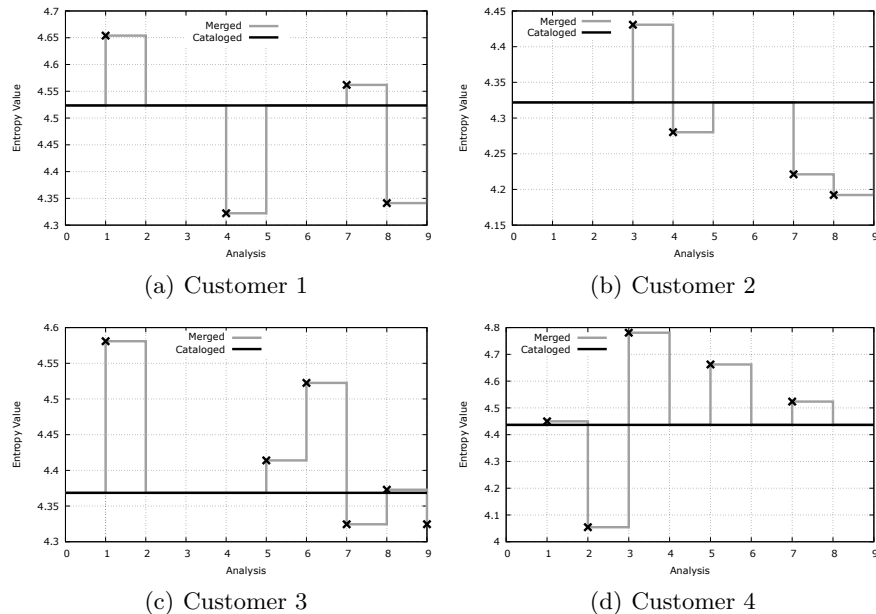 4.7
4.65
4.6
4.55
4.5
4.45
4.4
4.35
4.3
Entropy Value
Merged
Cataloged
0 1 2 3 4 5 6 7 8 9
Analysis
(a) Customer 1
4.45
4.4
4.35
4.3
4.25
4.2
4.15
Entropy Value
Merged
Cataloged
0 1 2 3 4 5 6 7 8 9
Analysis
(b) Customer 2
4.6
4.55
4.5
4.45
4.4
4.35
4.3
Entropy Value
Merged
Cataloged
0 1 2 3 4 5 6 7 8 9
Analysis
(c) Customer 3
4.8
4.7
4.6
4.5
4.4
4.3
4.2
4.1
4
Entropy Value
Merged
Cataloged
0 1 2 3 4 5 6 7 8 9
Analysis
(d) Customer 4